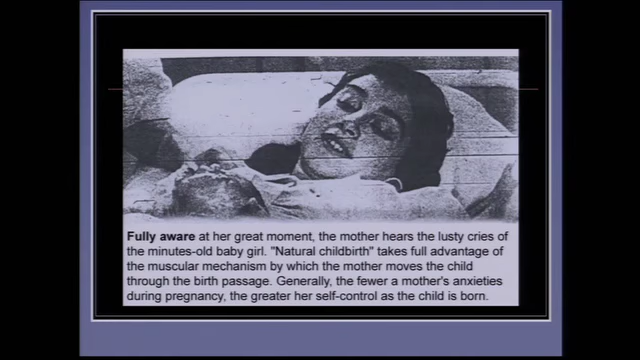 Fully aware at her great moment, the mother hears the lusty cries of
the minutes-old baby girl. "Natural childbirth" takes full advantage of
the muscular mechanism by which the mother moves the child
through the birth passage. Generally, the fewer a mother's anxieties
during pregnancy, the greater her self-control as the child is born.